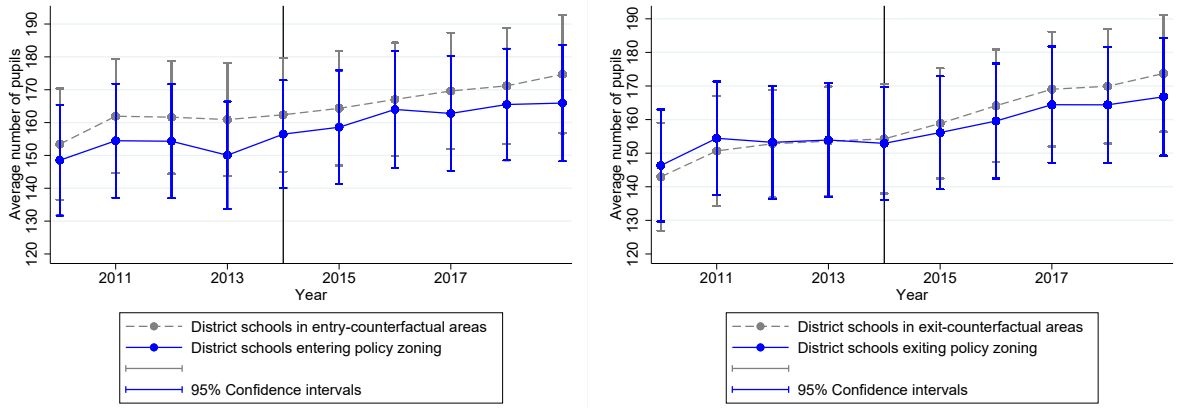 Average number of pupils
190
180
170
160
150
140
130
120
2011
2013
2015
2017
Year
District schools in entry-counterfactual areas
District schools entering policy zoning
95% Confidence intervals
Average number of pupils
190
180
170
160
150
140
130
120
2011
2013
2015
2017
Year
District schools in exit-counterfactual areas
District schools exiting policy zoning
95% Confidence intervals